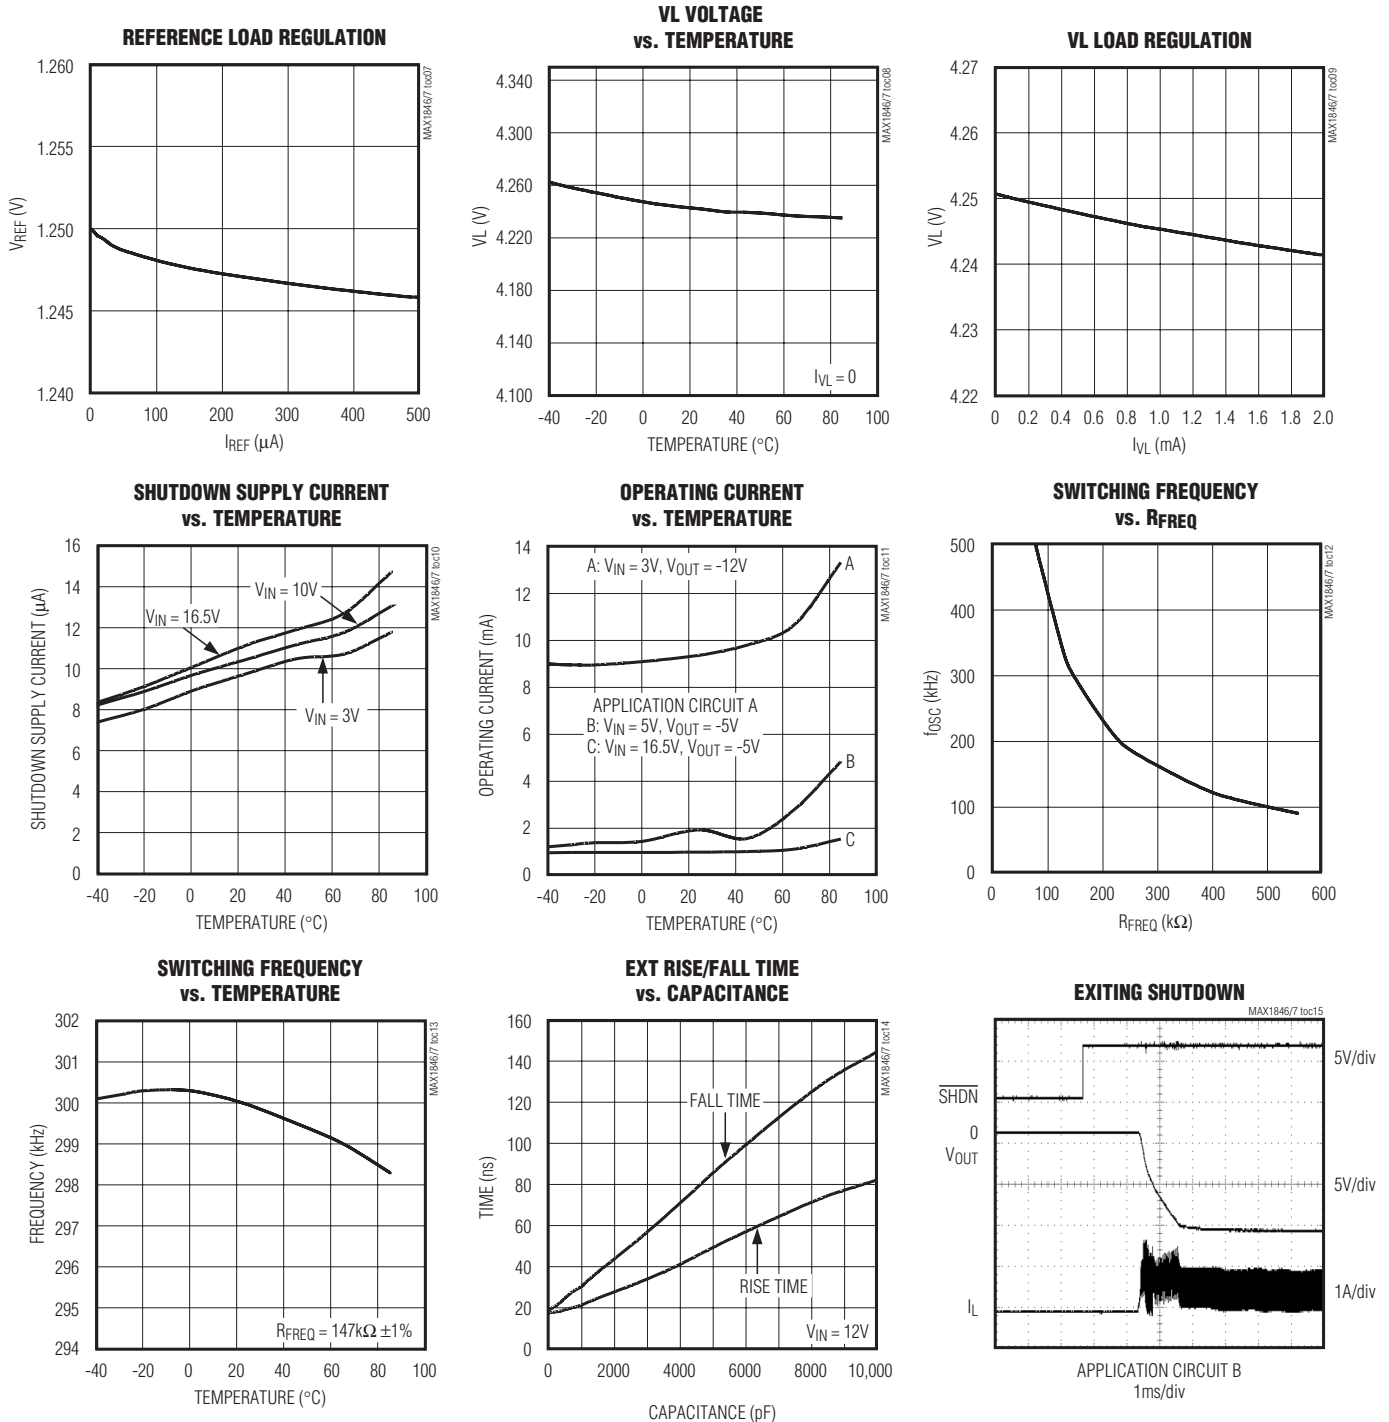 REFERENCE LOAD REGULATION
MAX1846/7 toc07
1.260
1.255
1.250
1.245
1.240
VREF (V)
0 100 200 300 400 500
IREF (µA)
VL VOLTAGE
vs. TEMPERATURE
MAX1846/7 toc08
4.340
4.300
4.260
4.220
4.180
4.140
4.100
VL (V)
IVL = 0
-40 -20 0 20 40 60 80 100
TEMPERATURE (°C)
VL LOAD REGULATION
MAX1846/7 toc09
4.27
4.26
4.25
4.24
4.23
4.22
VL (V)
0 0.2 0.4 0.6 0.8 1.0 1.2 1.4 1.6 1.8 2.0
IVL (mA)
SHUTDOWN SUPPLY CURRENT
vs. TEMPERATURE
MAX1846/7 toc10
16
14
12
10
8
6
4
2
0
SHUTDOWN SUPPLY CURRENT (µA)
VIN = 10V
VIN = 16.5V
VIN = 3V
-40 -20 0 20 40 60 80 100
TEMPERATURE (°C)
OPERATING CURRENT
vs. TEMPERATURE
MAX1846/7 toc11
14
12
10
8
6
4
2
0
OPERATING CURRENT (mA)
A: VIN = 3V, VOUT = -12V
A
APPLICATION CIRCUIT A
B: VIN = 5V, VOUT = -5V
C: VIN = 16.5V, VOUT = -5V
B
C
-40 -20 0 20 40 60 80 100
TEMPERATURE (°C)
SWITCHING FREQUENCY
vs. RFREQ
MAX1846/7 toc12
500
400
300
200
100
0
fOSC (kHz)
0 100 200 300 400 500 600
RFREQ (kΩ)
SWITCHING FREQUENCY
vs. TEMPERATURE
MAX1846/7 toc13
302
301
300
299
298
297
296
295
294
FREQUENCY (kHz)
RFREQ = 147kΩ ±1%
-40 -20 0 20 40 60 80 100
TEMPERATURE (°C)
EXT RISE/FALL TIME
vs. CAPACITANCE
MAX1846/7 toc14
160
140
120
100
80
60
40
20
0
TIME (ns)
FALL TIME
RISE TIME
VIN = 12V
0 2000 4000 6000 8000 10,000
CAPACITANCE (pF)
EXITING SHUTDOWN
MAX1846/7 toc15
SHDN
5V/div
0
VOUT
5V/div
IL
1A/div
APPLICATION CIRCUIT B
1ms/div